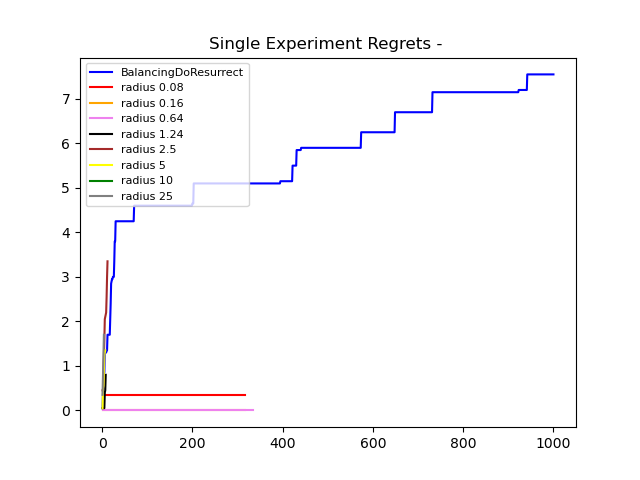 Single Experiment Regrets -
BalancingDoResurrect
radius 0.08
radius 0.16
radius 0.64
radius 1.24
radius 2.5
radius 5
radius 10
radius 25
7
6
5
4
3
2
1
0
0 200 400 600 800 1000